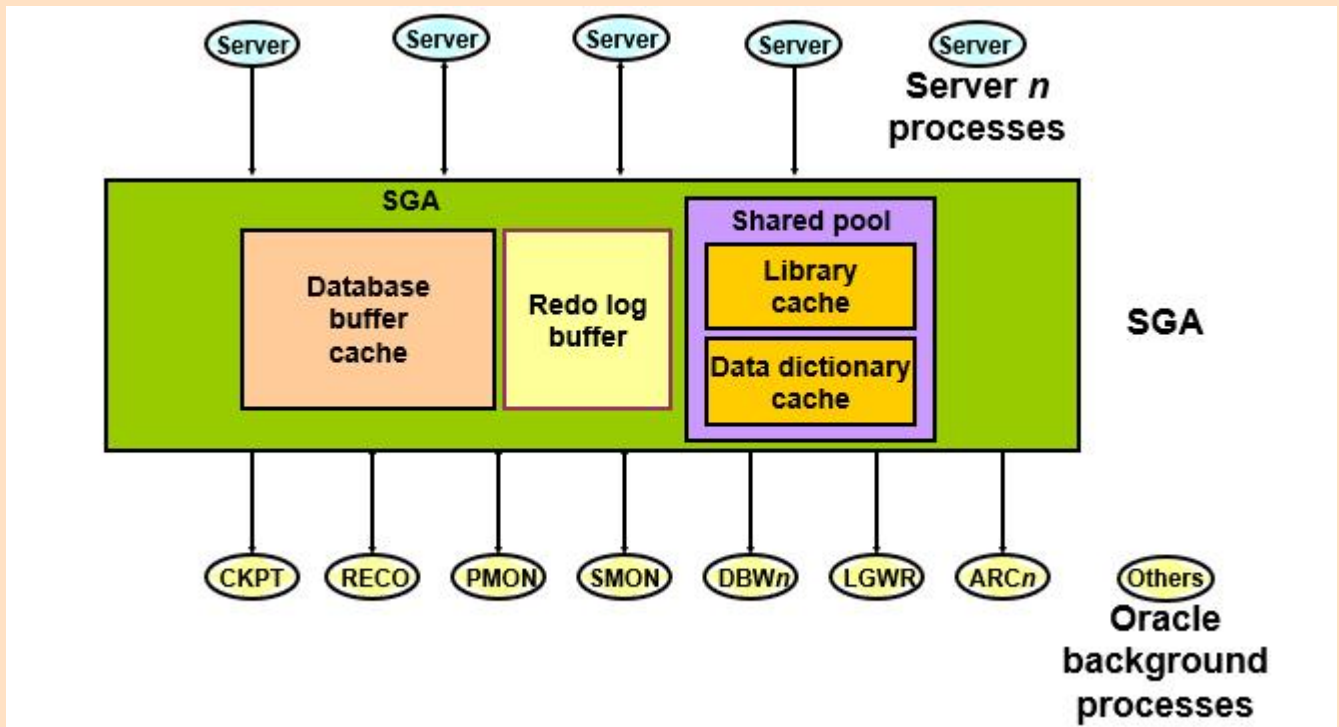 Server
Server
Server
Server
Server
Server n
processes
SGA
Database
buffer
cache
Redo log
buffer
Shared pool
Library
cache
Data dictionary
cache
SGA
CKPT
RECO
PMON
SMON
DBWn
LGWR
ARCn
Others
Oracle
background
processes